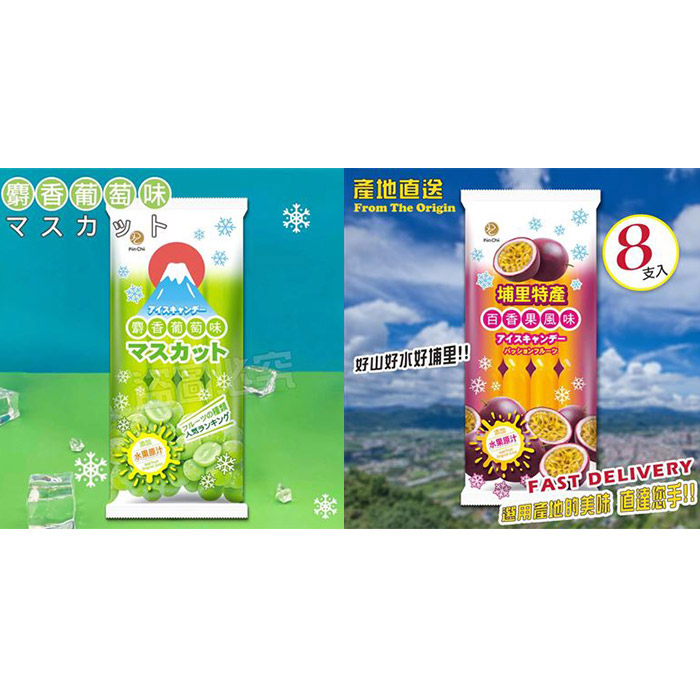 麝香葡萄味
マスカット
Pin Chi
アイスキャンデー
麝香葡萄味
マスカット
フルーツの種類
人気ランキング
添加
水果原汁
盜圖必究
產地直送
From The Origin
8
支入
Pin Chi
埔里特產
百香果風味
アイスキャンデー
パッションフルーツ
好山好水好埔里!!
添加
水果原汁
FAST DELIVERY
選用產地的美味 直達您手!!